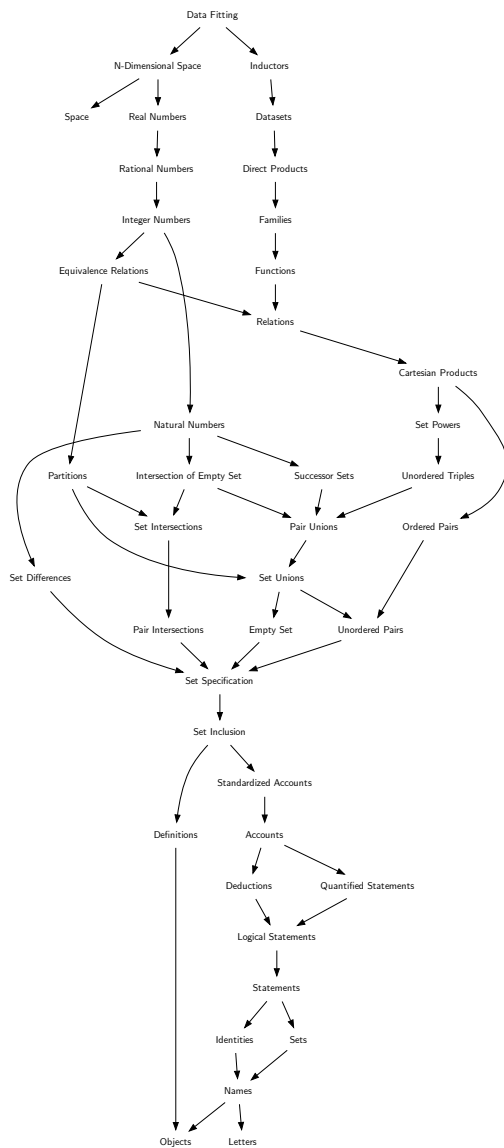 Data Fitting
N-Dimensional Space
Inductors
Space
Real Numbers
Datasets
Rational Numbers
Direct Products
Integer Numbers
Families
Equivalence Relations
Functions
Relations
Cartesian Products
Natural Numbers
Set Powers
Partitions
Intersection of Empty Set
Successor Sets
Unordered Triples
Set Intersections
Pair Unions
Ordered Pairs
Set Differences
Set Unions
Pair Intersections
Empty Set
Unordered Pairs
Set Specification
Set Inclusion
Standardized Accounts
Definitions
Accounts
Deductions
Quantified Statements
Logical Statements
Statements
Identities
Sets
Names
Objects
Letters